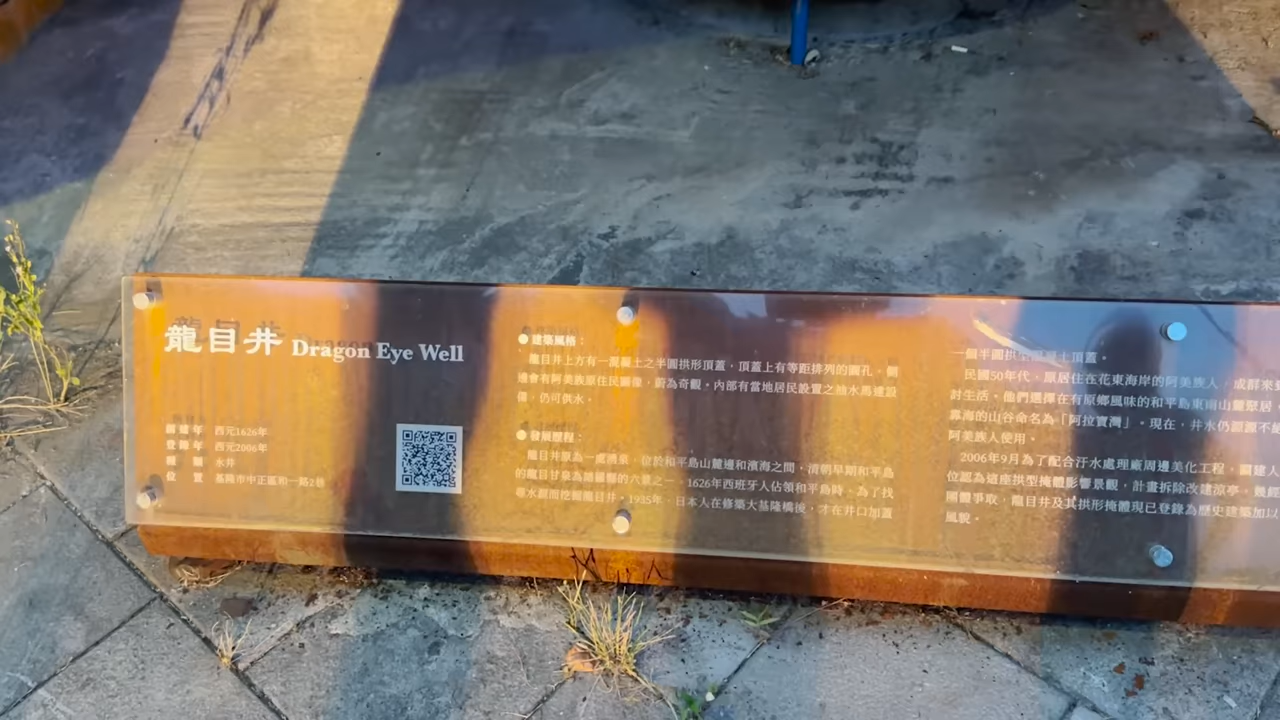 龍目井 Dragon Eye Well
創建年 西元1626年
登錄年 西元2006年
種類 水井
位置 基隆市中正區和一路2巷
●建築風格：
龍目井上方有一混凝土之半圓拱形頂蓋，頂蓋上有等距排列的圓孔，側
邊會有阿美族原住民圖像，蔚為奇觀。內部有當地居民設置之抽水馬達設
備，仍可供水。
●發展歷程：
龍目井原為一處湧泉，位於和平島山麓邊和濱海之間，清朝早期和平島
的龍目甘泉為雞籠的六景之一。1626年西班牙人佔領和平島時，為了找
尋水源而挖掘龍目井。1935年，日本人在修築大基隆橋後，才在井口加蓋
一個半圓拱型混凝土頂蓋。
民國50年代，原居住在花東海岸的阿美族人，成群來
討生活。他們選擇在有原鄉風味的和平島東南山麓聚居，
靠海的山谷命名為「阿拉寶灣」。現在，井水仍源源不
阿美族人使用。
2006年9月為了配合汙水處理廠周邊美化工程，
位認為這座拱型掩體影響景觀，計畫拆除改建涼亭，幾
團體爭取，龍目井及其拱形掩體現已登錄為歷史建築加以
風貌。